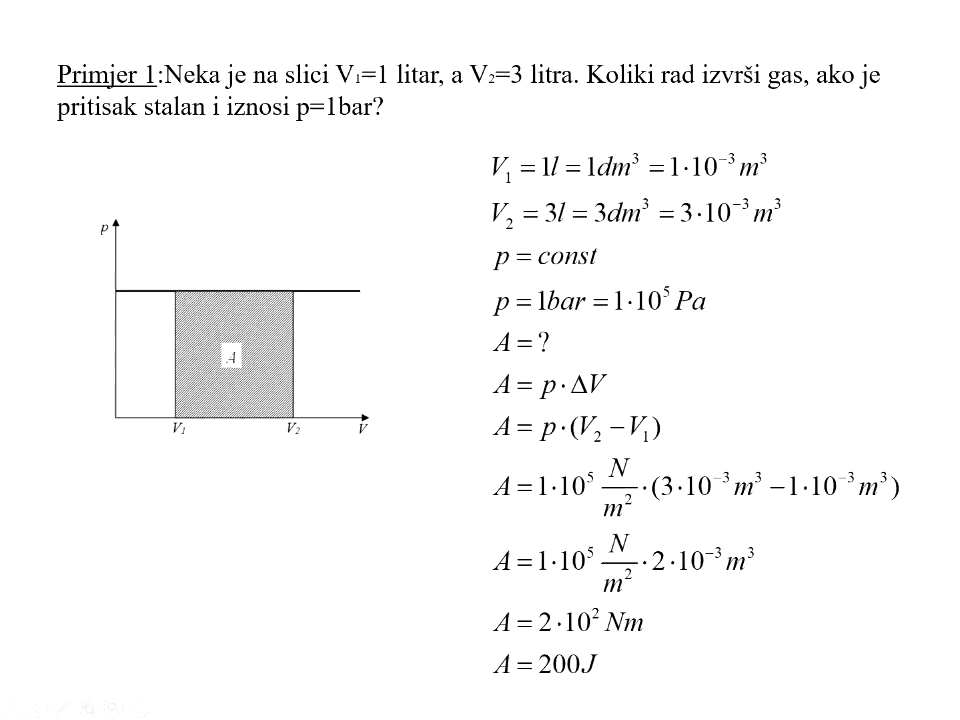 Primjer 1:Neka je na slici V₁=1 litar, a V₂=3 litra. Koliki rad izvrši gas, ako je
pritisak stalan i iznosi p=1bar?
p
A
V₁
V₂
V
V₁ = 1l = 1dm³ = 1·10⁻³ m³
V₂ = 3l = 3dm³ = 3·10⁻³ m³
p = const
p = 1bar = 1·10⁵ Pa
A = ?
A = p·ΔV
A = p·(V₂ − V₁)
A = 1·10⁵ N/m² ·(3·10⁻³ m³ − 1·10⁻³ m³)
A = 1·10⁵ N/m² · 2·10⁻³ m³
A = 2·10² Nm
A = 200J